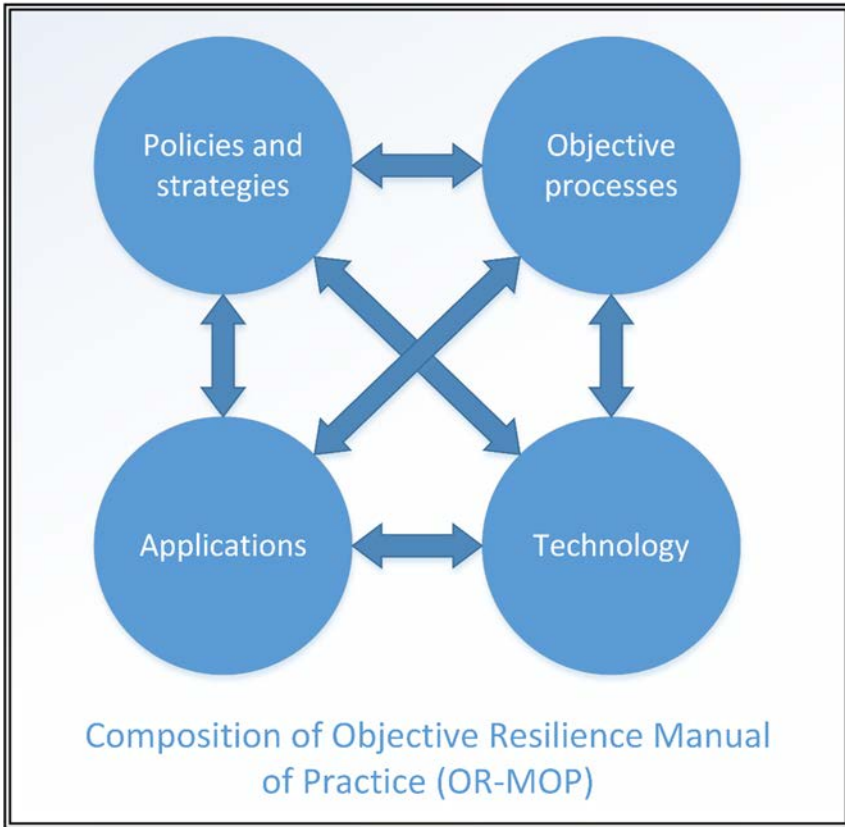 Policies and
strategies
Objective
processes
Applications
Technology
Composition of Objective Resilience Manual
of Practice (OR-MOP)